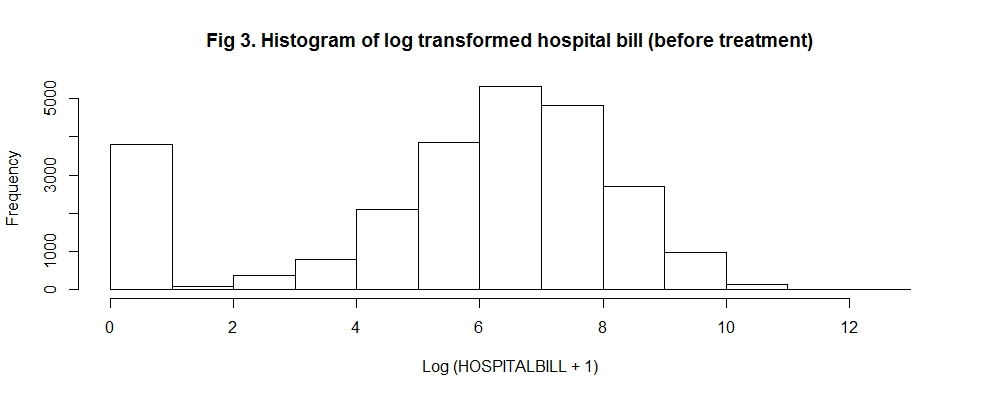 Fig 3. Histogram of log transformed hospital bill (before treatment)
Frequency
5000
3000
1000
0
0 2 4 6 8 10 12
Log (HOSPITALBILL + 1)